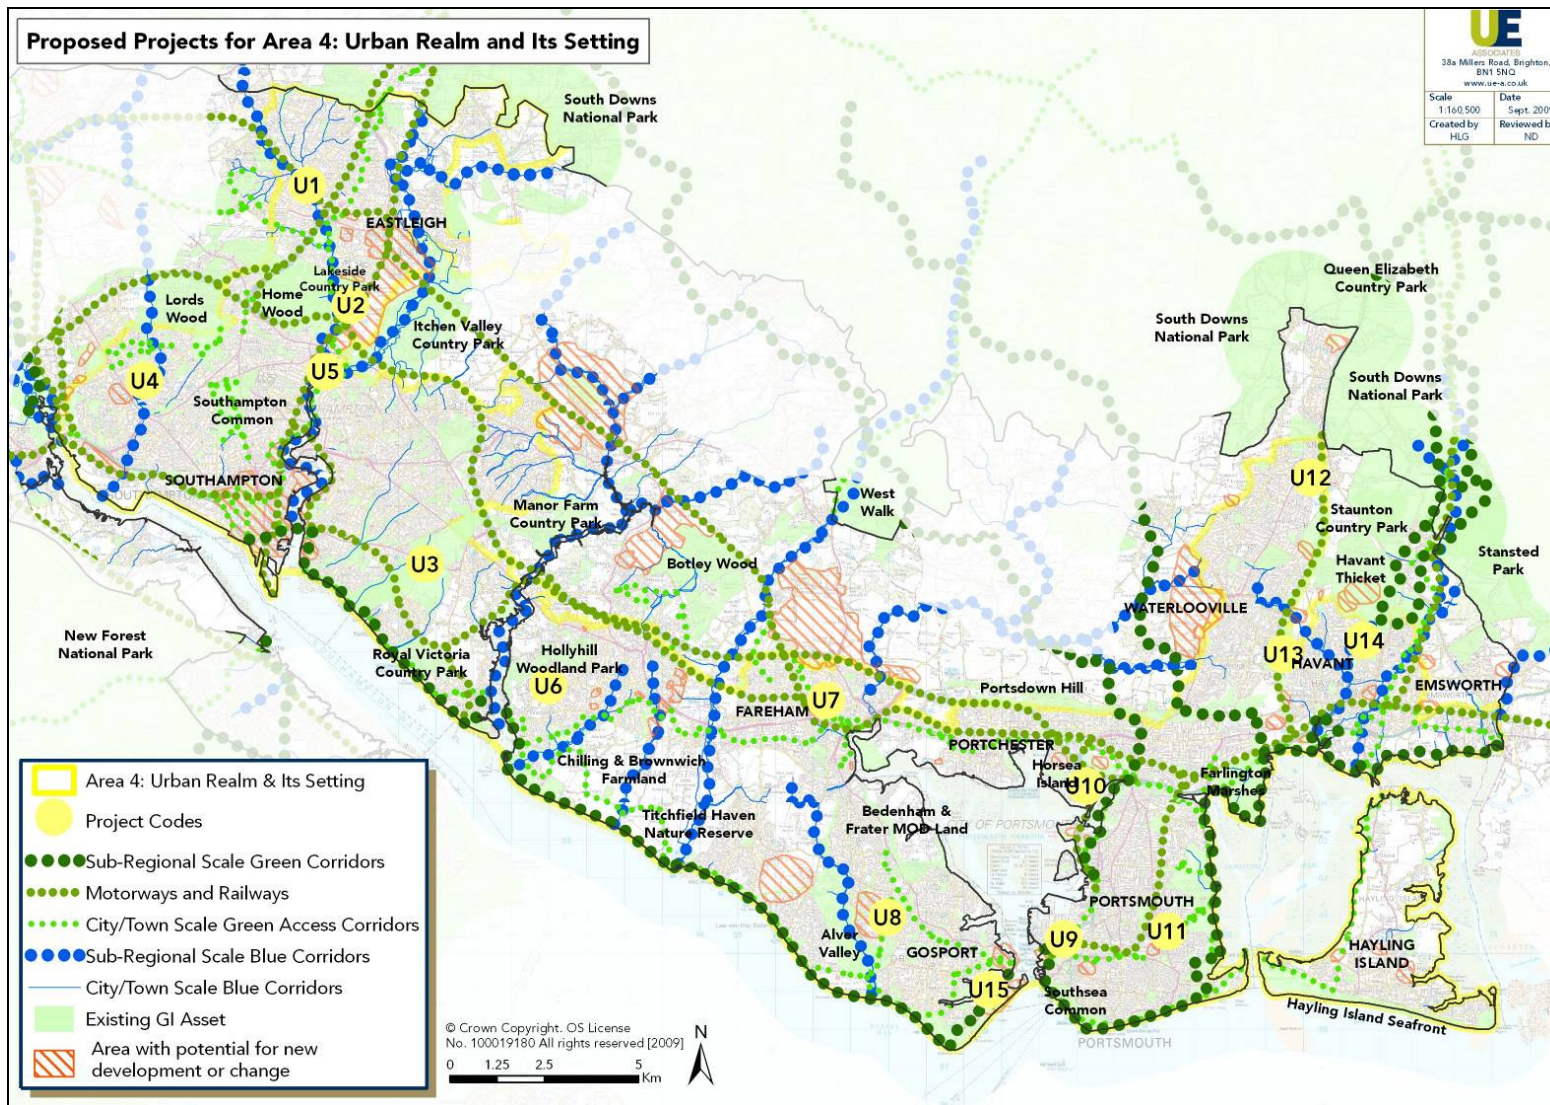 Proposed Projects for Area 4: Urban Realm and Its Setting
UE
ASSOCIATES
38a Millers Road, Brighton,
BN1 5NQ
www.ue-a.co.uk
Scale
1:160,500
Date
Sept. 2009
Created by
HLG
Reviewed b
ND
South Downs
National Park
U1
EASTLEIGH
Lakeside
Country Park
U2
Lords
Wood
Home
Wood
Itchen Valley
Country Park
U5
U4
Southampton
Common
SOUTHAMPTON
Queen Elizabeth
Country Park
South Downs
National Park
South Downs
National Park
U12
Staunton
Country Park
Stansted
Park
Havant
Thicket
West
Walk
Manor Farm
Country Park
Botley Wood
U3
WATERLOOVILLE
U14
U13
HAVANT
EMSWORTH
New Forest
National Park
Royal Victoria
Country Park
Hollyhill
Woodland Park
U6
U7
FAREHAM
Portsdown Hill
PORTCHESTER
Horsea
Island
U10
Farlington
Marshes
Chilling & Brownwich
Farmland
Titchfield Haven
Nature Reserve
Bedenham &
Frater MOD Land
CITY OF PORTSMO
PORTSMOUTH
U11
U9
U8
Alver
Valley
GOSPORT
U15
Southsea
Common
PORTSMOUTH
HAYLING
ISLAND
Hayling Island Seafront
Area 4: Urban Realm & Its Setting
Project Codes
Sub-Regional Scale Green Corridors
Motorways and Railways
City/Town Scale Green Access Corridors
Sub-Regional Scale Blue Corridors
City/Town Scale Blue Corridors
Existing GI Asset
Area with potential for new
development or change
© Crown Copyright. OS License
No. 100019180 All rights reserved [2009]
0 1.25 2.5 5
Km
N